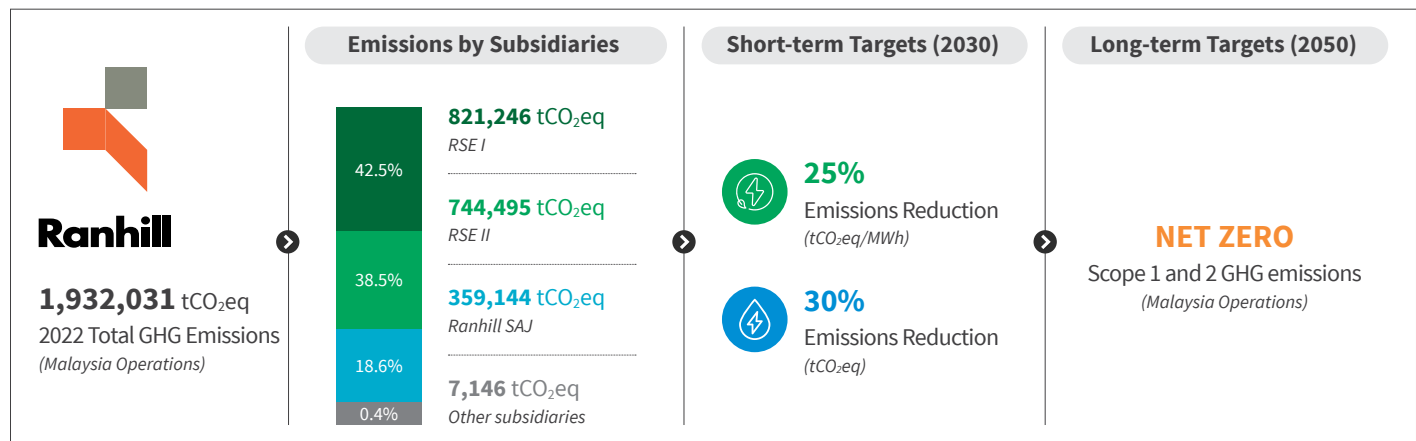 Ranhill
1,932,031 tCO₂eq
2022 Total GHG Emissions
(Malaysia Operations)
Emissions by Subsidiaries
42.5%
38.5%
18.6%
0.4%
821,246 tCO₂eq
RSE I
744,495 tCO₂eq
RSE II
359,144 tCO₂eq
Ranhill SAJ
7,146 tCO₂eq
Other subsidiaries
Short-term Targets (2030)
25%
Emissions Reduction
(tCO₂eq/MWh)
30%
Emissions Reduction
(tCO₂eq)
Long-term Targets (2050)
NET ZERO
Scope 1 and 2 GHG emissions
(Malaysia Operations)